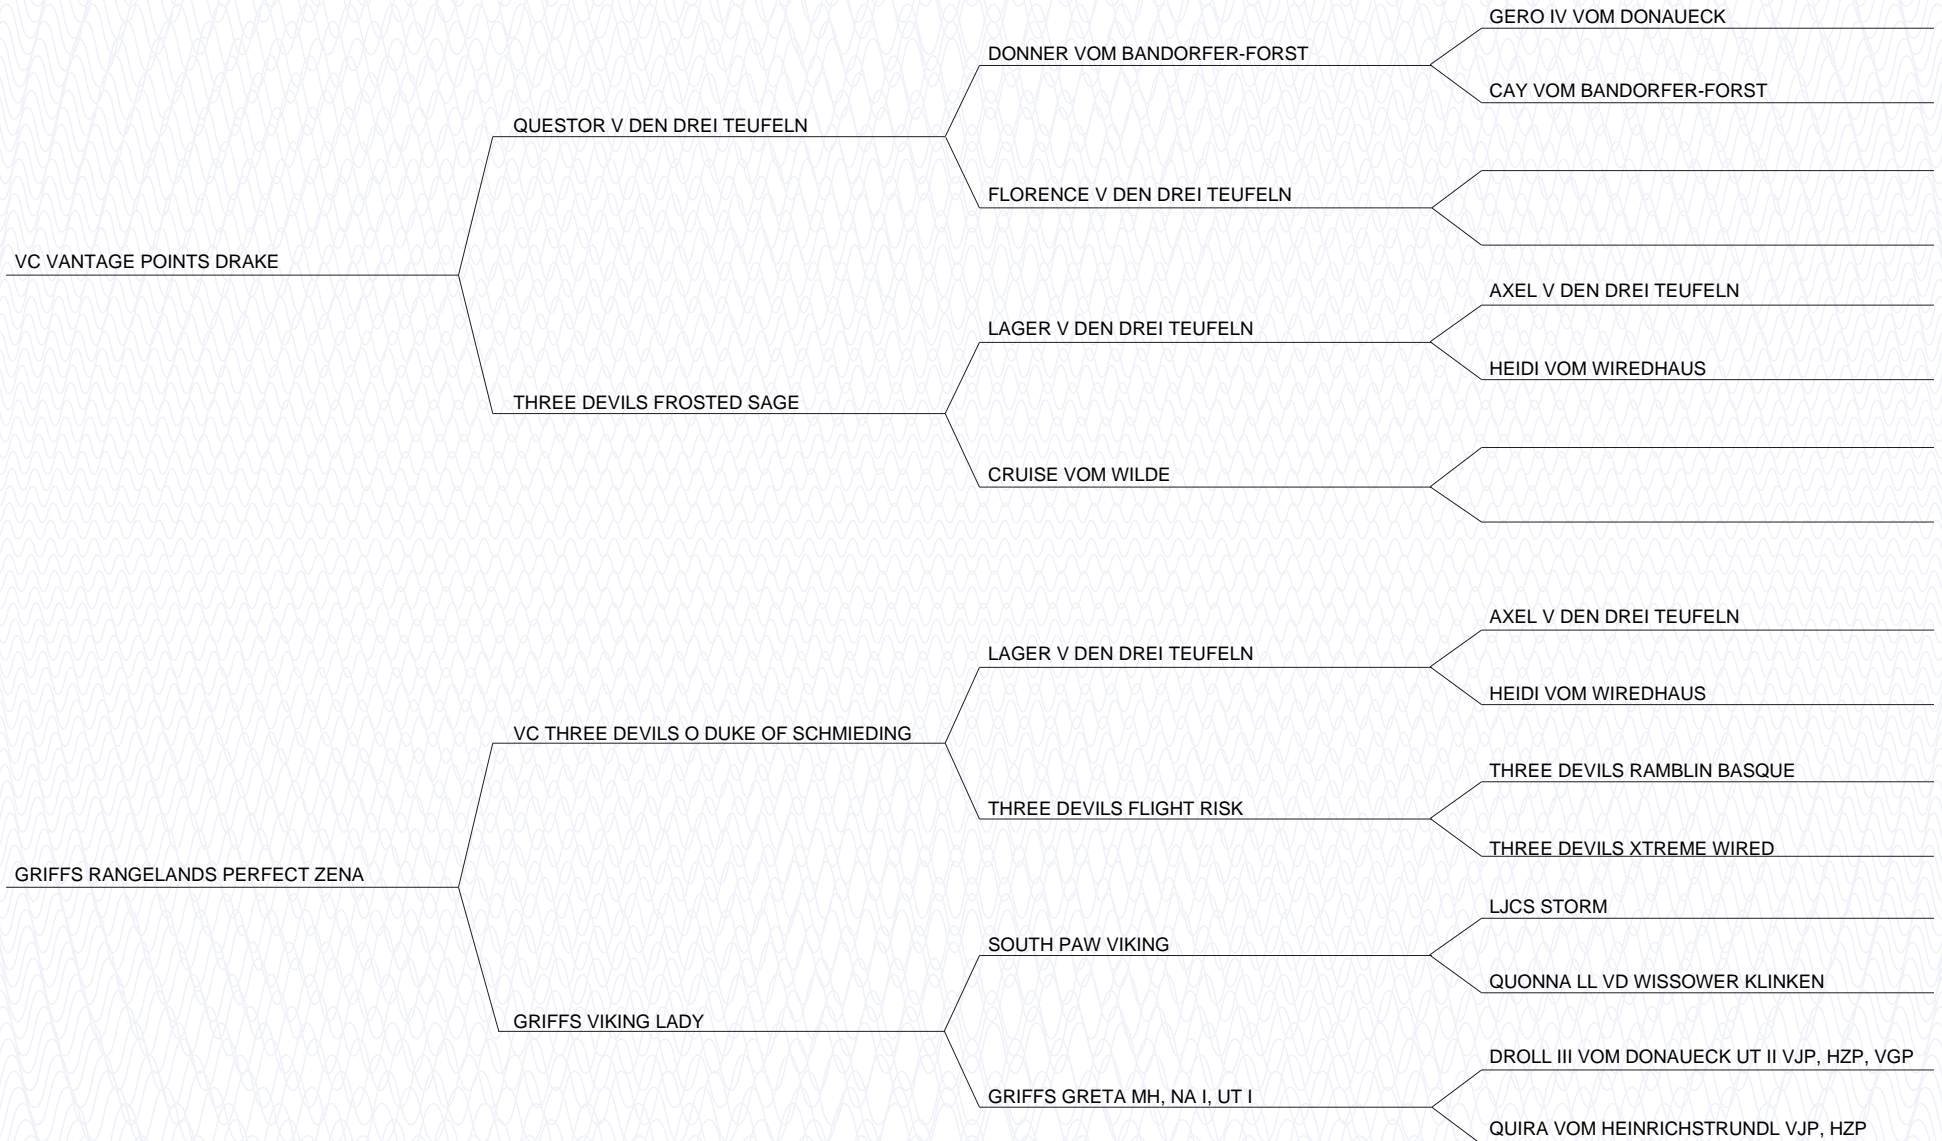 GERO IV VOM DONAUECK
DONNER VOM BANDORFER-FORST
CAY VOM BANDORFER-FORST
QUESTOR V DEN DREI TEUFELN
FLORENCE V DEN DREI TEUFELN
VC VANTAGE POINTS DRAKE
AXEL V DEN DREI TEUFELN
LAGER V DEN DREI TEUFELN
HEIDI VOM WIREDHAUS
THREE DEVILS FROSTED SAGE
CRUISE VOM WILDE
AXEL V DEN DREI TEUFELN
LAGER V DEN DREI TEUFELN
HEIDI VOM WIREDHAUS
VC THREE DEVILS O DUKE OF SCHMIEDING
THREE DEVILS RAMBLIN BASQUE
THREE DEVILS FLIGHT RISK
THREE DEVILS XTREME WIRED
GRIFFS RANGELANDS PERFECT ZENA
LJCS STORM
SOUTH PAW VIKING
QUONNA LL VD WISSOWER KLINKEN
GRIFFS VIKING LADY
DROLL III VOM DONAUECK UT II VJP, HZP, VGP
GRIFFS GRETA MH, NA I, UT I
QUIRA VOM HEINRICHSTRUNDL VJP, HZP